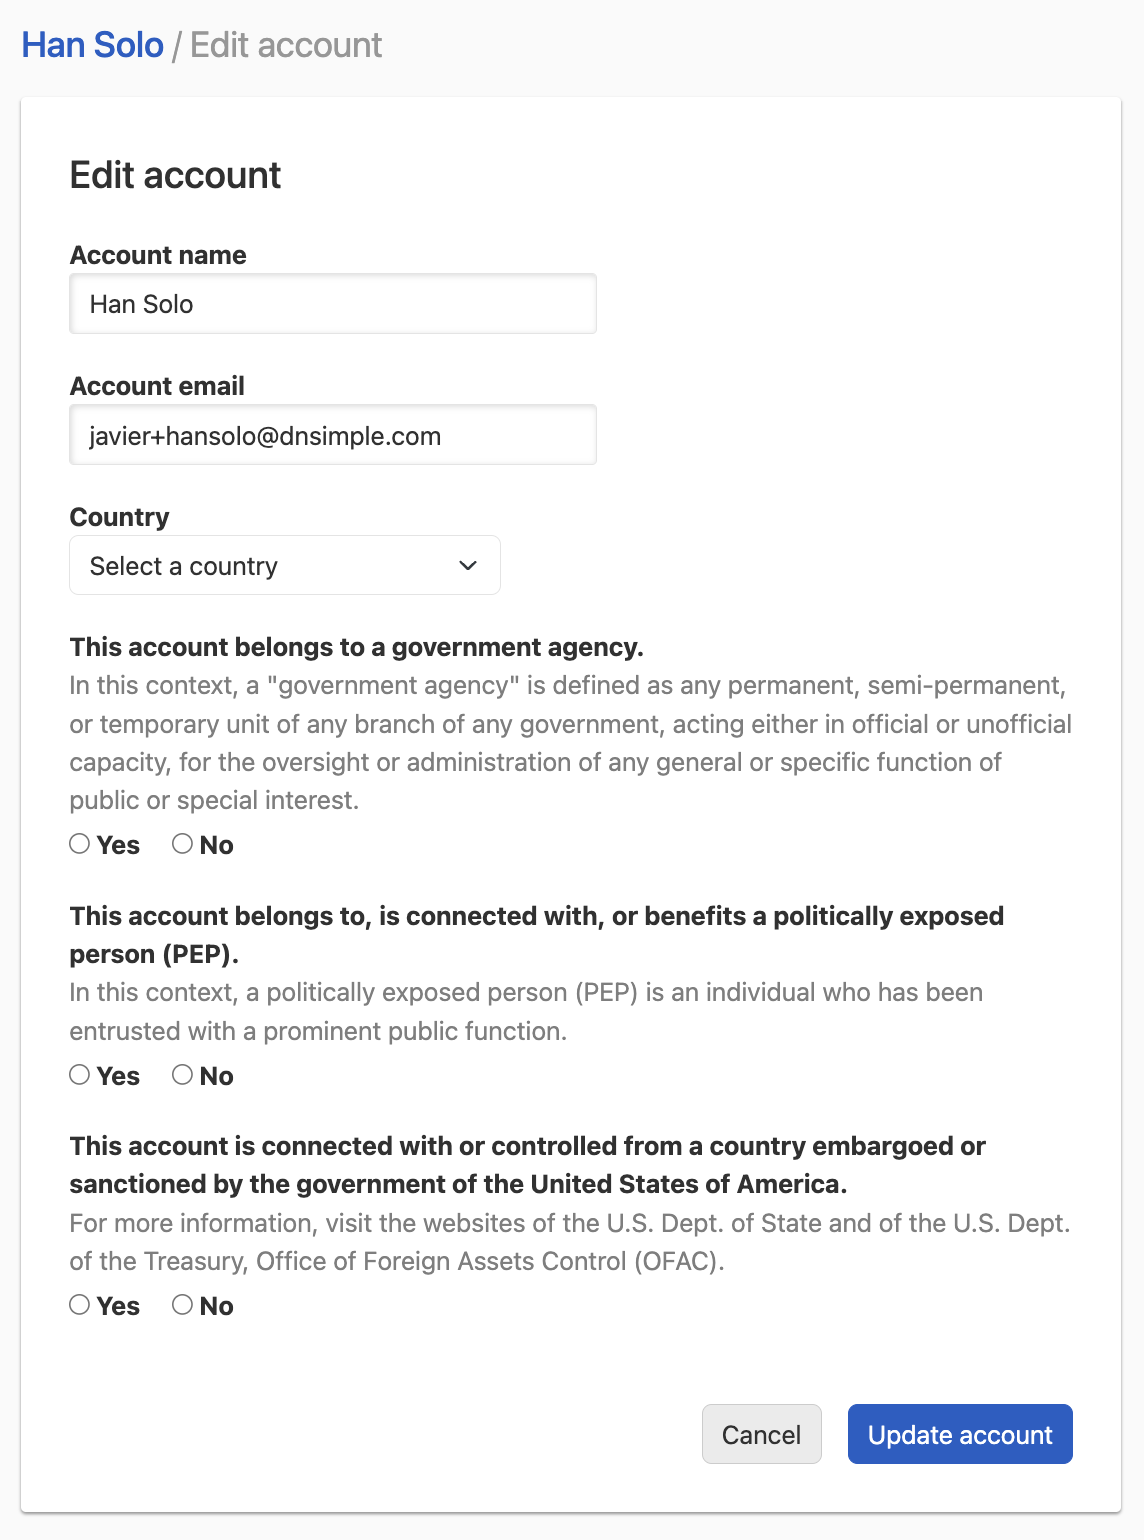 Han Solo / Edit account
Edit account
Account name
Han Solo
Account email
javier+hansolo@dnsimple.com
Country
Select a country
This account belongs to a government agency.
In this context, a "government agency" is defined as any permanent, semi-permanent,
or temporary unit of any branch of any government, acting either in official or unofficial
capacity, for the oversight or administration of any general or specific function of
public or special interest.
Yes No
This account belongs to, is connected with, or benefits a politically exposed
person (PEP).
In this context, a politically exposed person (PEP) is an individual who has been
entrusted with a prominent public function.
Yes No
This account is connected with or controlled from a country embargoed or
sanctioned by the government of the United States of America.
For more information, visit the websites of the U.S. Dept. of State and of the U.S. Dept.
of the Treasury, Office of Foreign Assets Control (OFAC).
Yes No
Cancel Update account